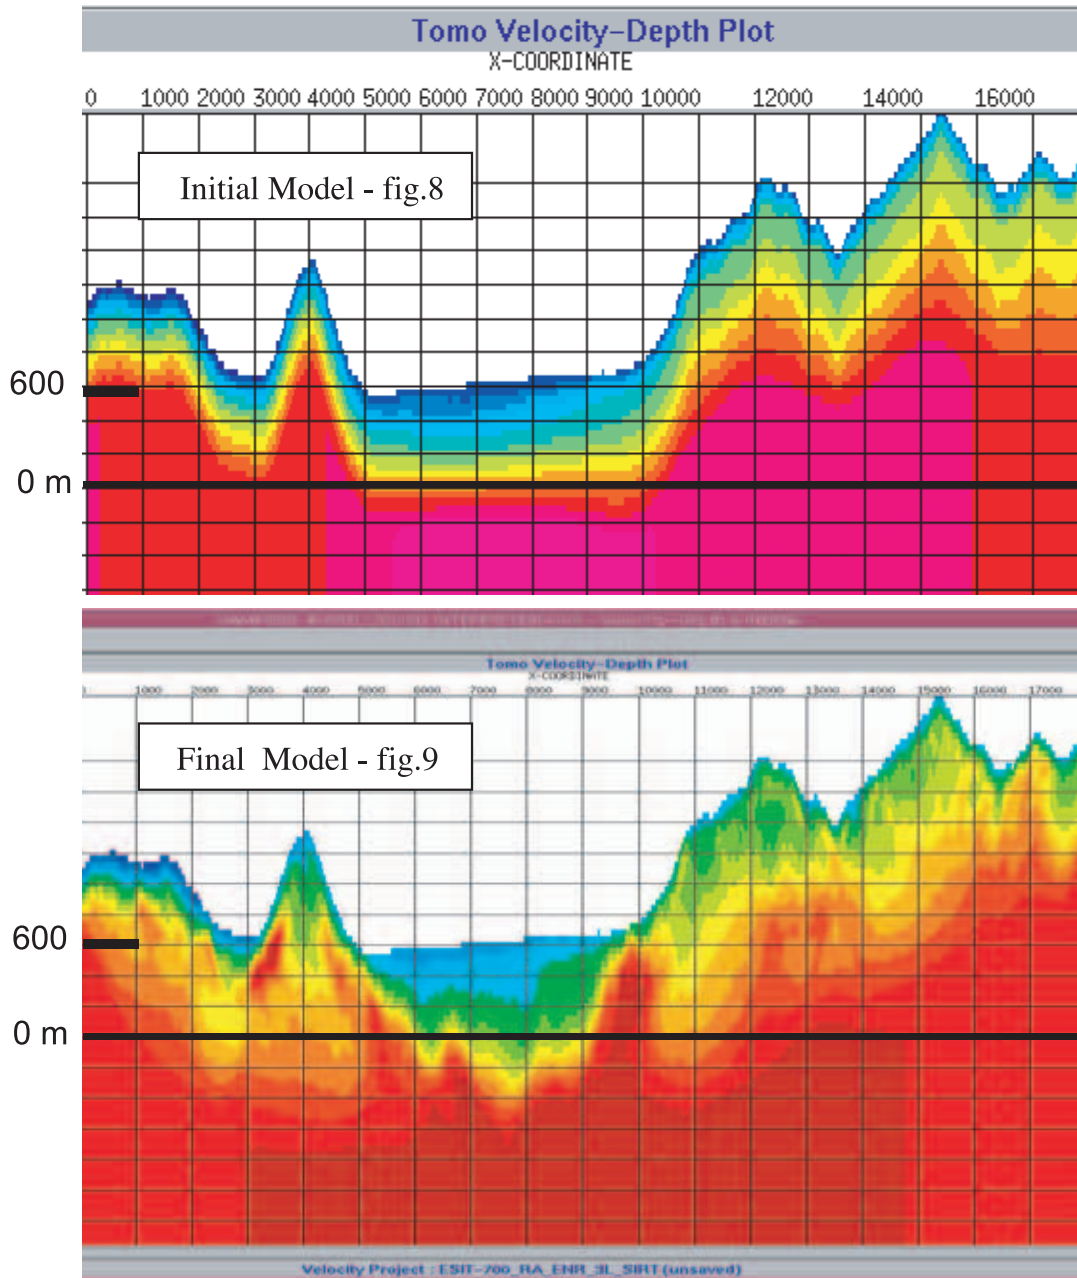 Tomo Velocity-Depth Plot
X-COORDINATE
0 1000 2000 3000 4000 5000 6000 7000 8000 9000 10000 12000 14000 16000
Initial Model - fig.8
600
0 m
Tomo Velocity-Depth Plot
X-COORDINATE
1000 2000 3000 4000 5000 6000 7000 8000 9000 10000 11000 12000 13000 14000 15000 16000 17000
Final Model - fig.9
600
0 m
Velocity Project : ESIT-700_RA_ENR_3L_SIRT (unsaved)